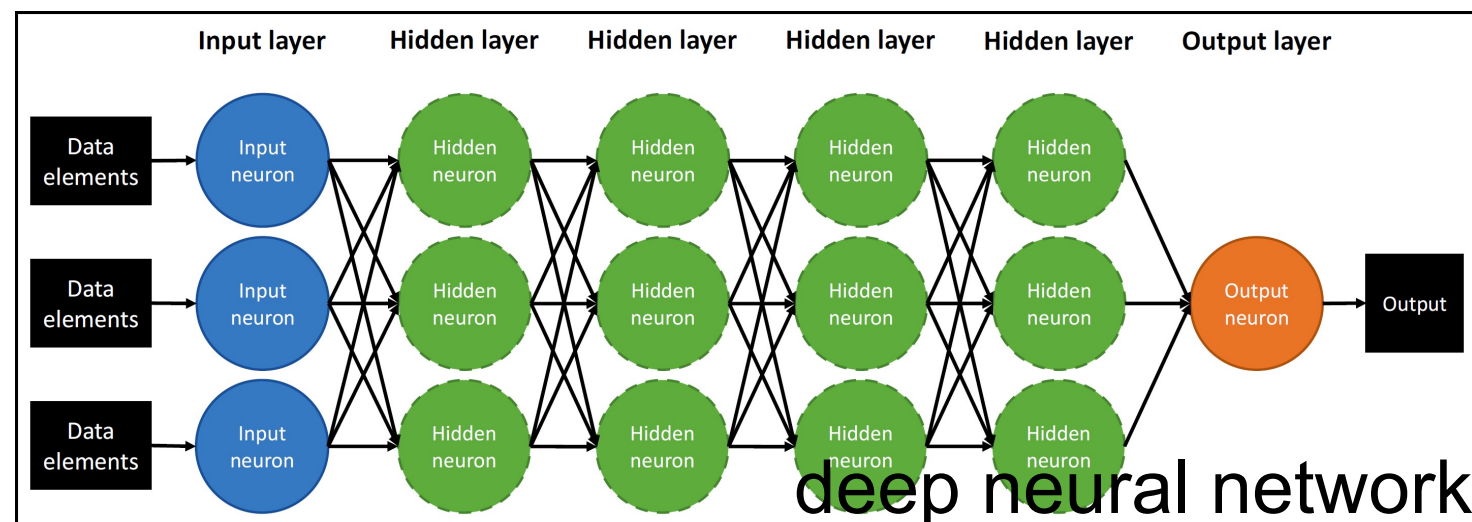 Input layer Hidden layer Hidden layer Hidden layer Hidden layer Output layer
Data
elements
Input
neuron
Hidden
neuron
Hidden
neuron
Hidden
neuron
Hidden
neuron
Data
elements
Input
neuron
Hidden
neuron
Hidden
neuron
Hidden
neuron
Hidden
neuron
Output
neuron
Output
Data
elements
Input
neuron
Hidden
neuron
Hidden
neuron
Hidden
neuron
Hidden
neuron
deep neural network